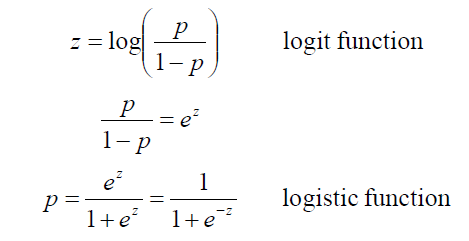 z = log(p / (1 − p)) logit function
p / (1 − p) = e^z
p = e^z / (1 + e^z) = 1 / (1 + e^−z) logistic function